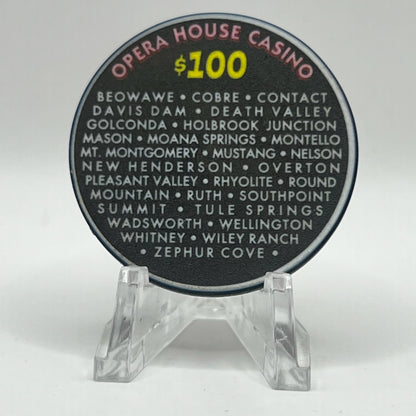 OPERA HOUSE CASINO
$100
BEOWAWE • COBRE • CONTACT
DAVIS DAM • DEATH VALLEY
GOLCONDA • HOLBROOK JUNCTION
MASON • MOANA SPRINGS • MONTELLO
MT. MONTGOMERY • MUSTANG • NELSON
NEW HENDERSON • OVERTON
PLEASANT VALLEY • RHYOLITE • ROUND
MOUNTAIN • RUTH • SOUTHPOINT
SUMMIT • TULE SPRINGS
WADSWORTH • WELLINGTON
WHITNEY • WILEY RANCH
• ZEPHUR COVE •